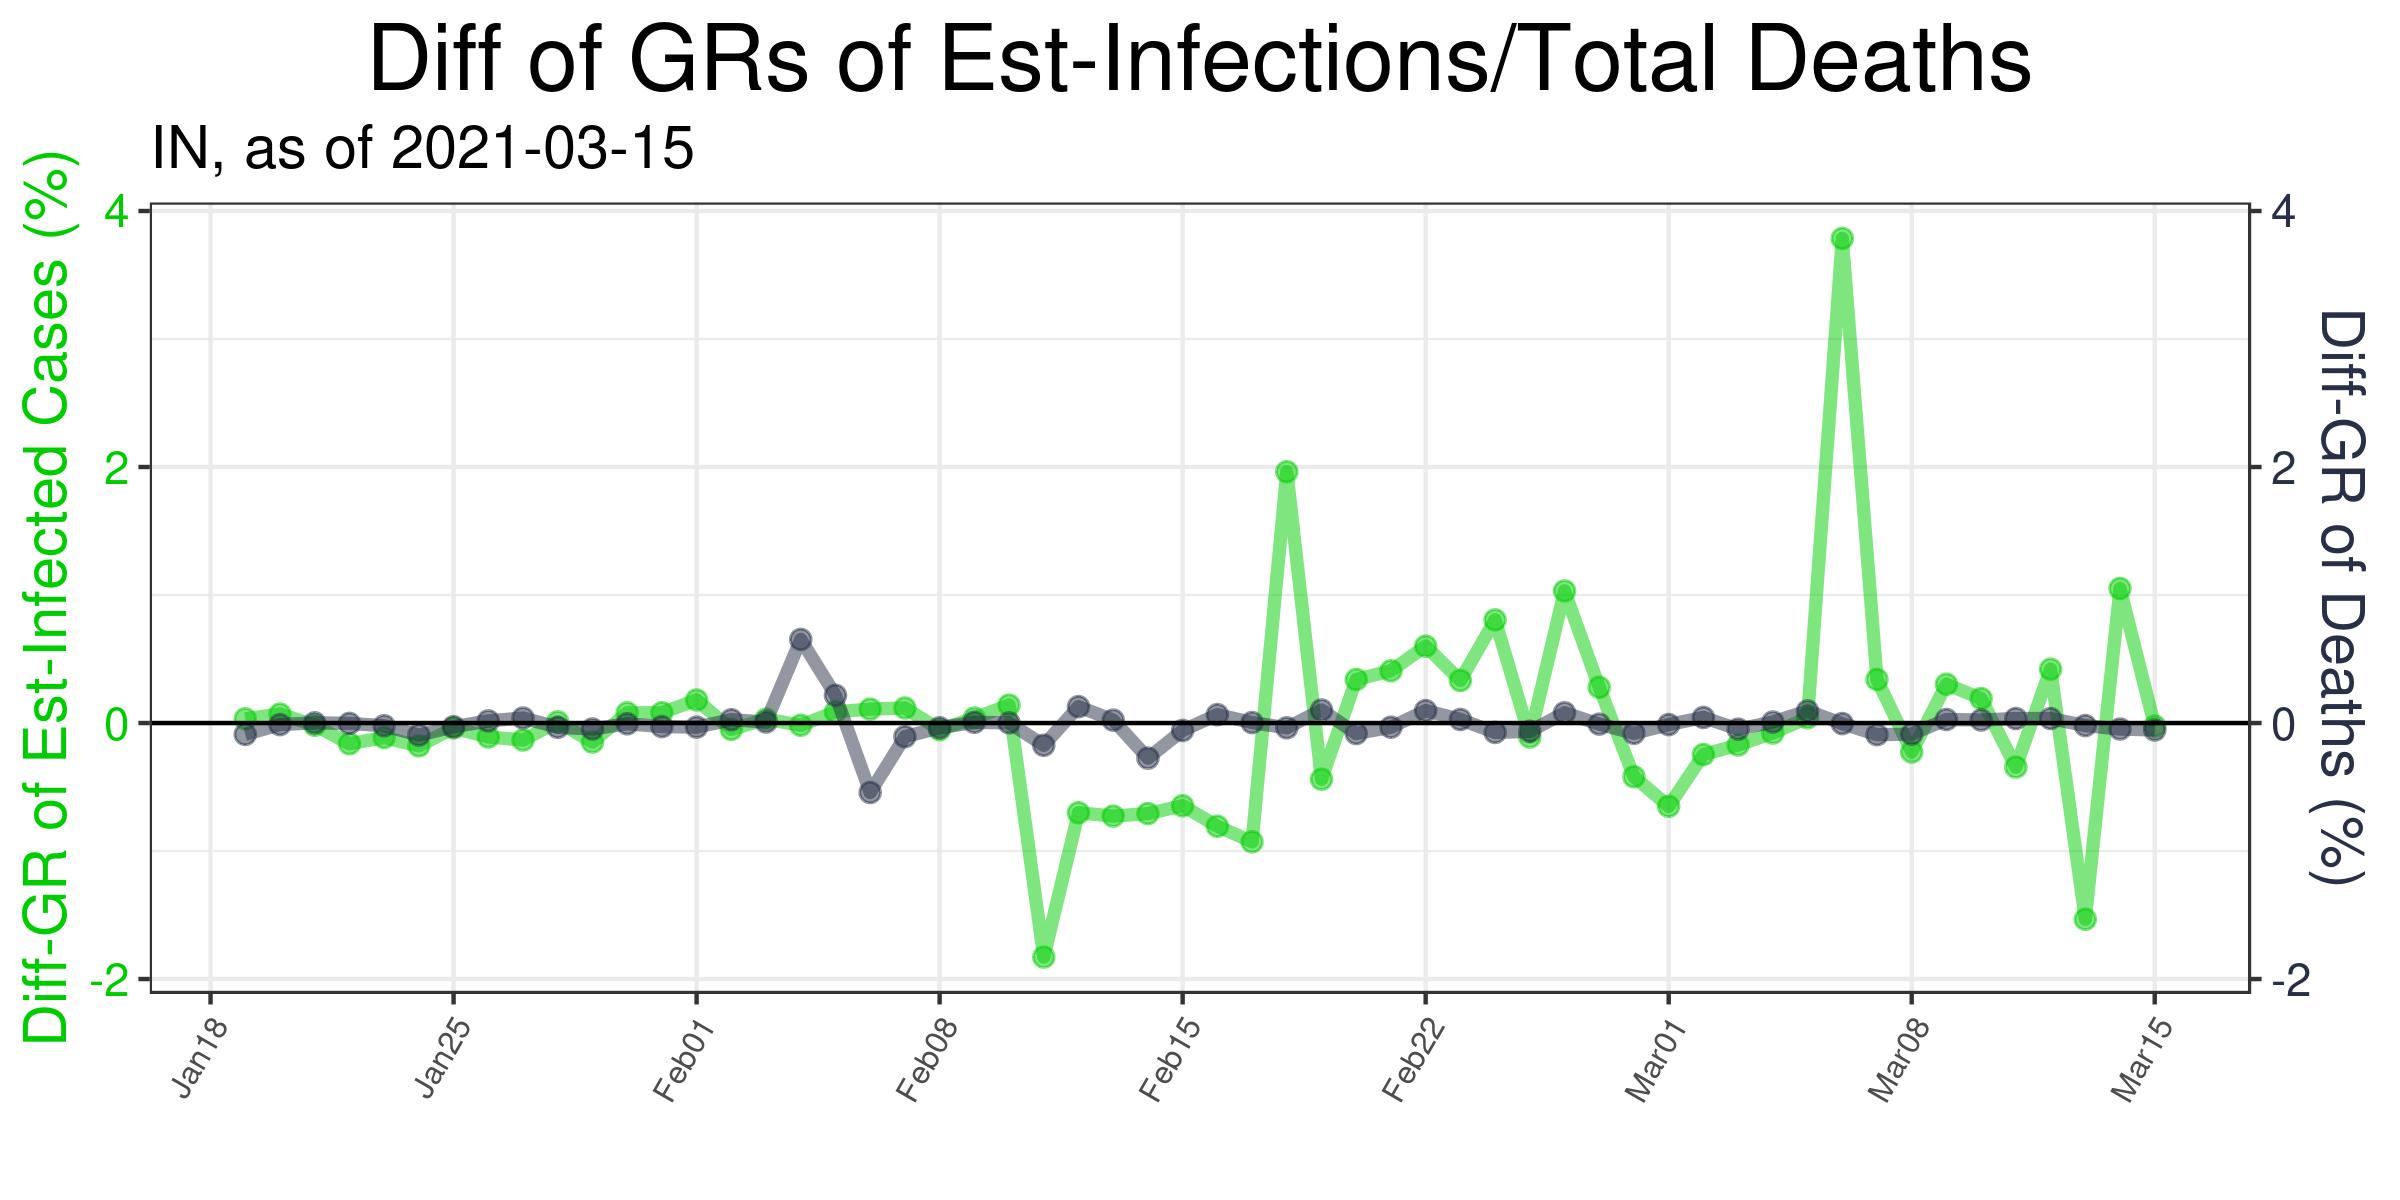 Diff of GRs of Est-Infections/Total Deaths
IN, as of 2021-03-15
Diff-GR of Est-Infected Cases (%)
4
2
0
-2
4
2
0
-2
Diff-GR of Deaths (%)
Jan18
Jan25
Feb01
Feb08
Feb15
Feb22
Mar01
Mar08
Mar15